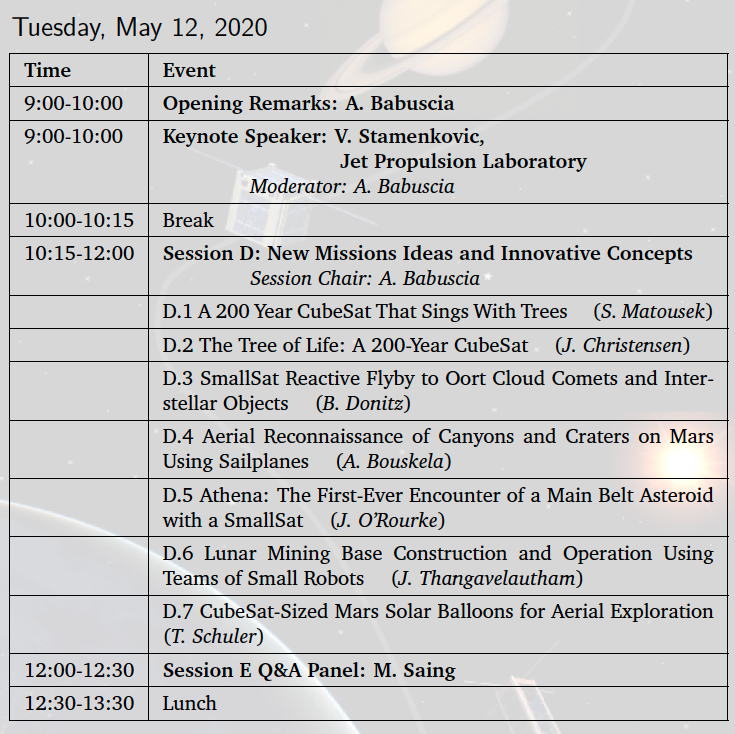 Tuesday, May 12, 2020
Time Event
9:00-10:00 Opening Remarks: A. Babuscia
9:00-10:00 Keynote Speaker: V. Stamenkovic,
Jet Propulsion Laboratory
Moderator: A. Babuscia
10:00-10:15 Break
10:15-12:00 Session D: New Missions Ideas and Innovative Concepts
Session Chair: A. Babuscia
D.1 A 200 Year CubeSat That Sings With Trees (S. Matousek)
D.2 The Tree of Life: A 200-Year CubeSat (J. Christensen)
D.3 SmallSat Reactive Flyby to Oort Cloud Comets and Inter-
stellar Objects (B. Donitz)
D.4 Aerial Reconnaissance of Canyons and Craters on Mars
Using Sailplanes (A. Bouskela)
D.5 Athena: The First-Ever Encounter of a Main Belt Asteroid
with a SmallSat (J. O'Rourke)
D.6 Lunar Mining Base Construction and Operation Using
Teams of Small Robots (J. Thangavelautham)
D.7 CubeSat-Sized Mars Solar Balloons for Aerial Exploration
(T. Schuler)
12:00-12:30 Session E Q&A Panel: M. Saing
12:30-13:30 Lunch